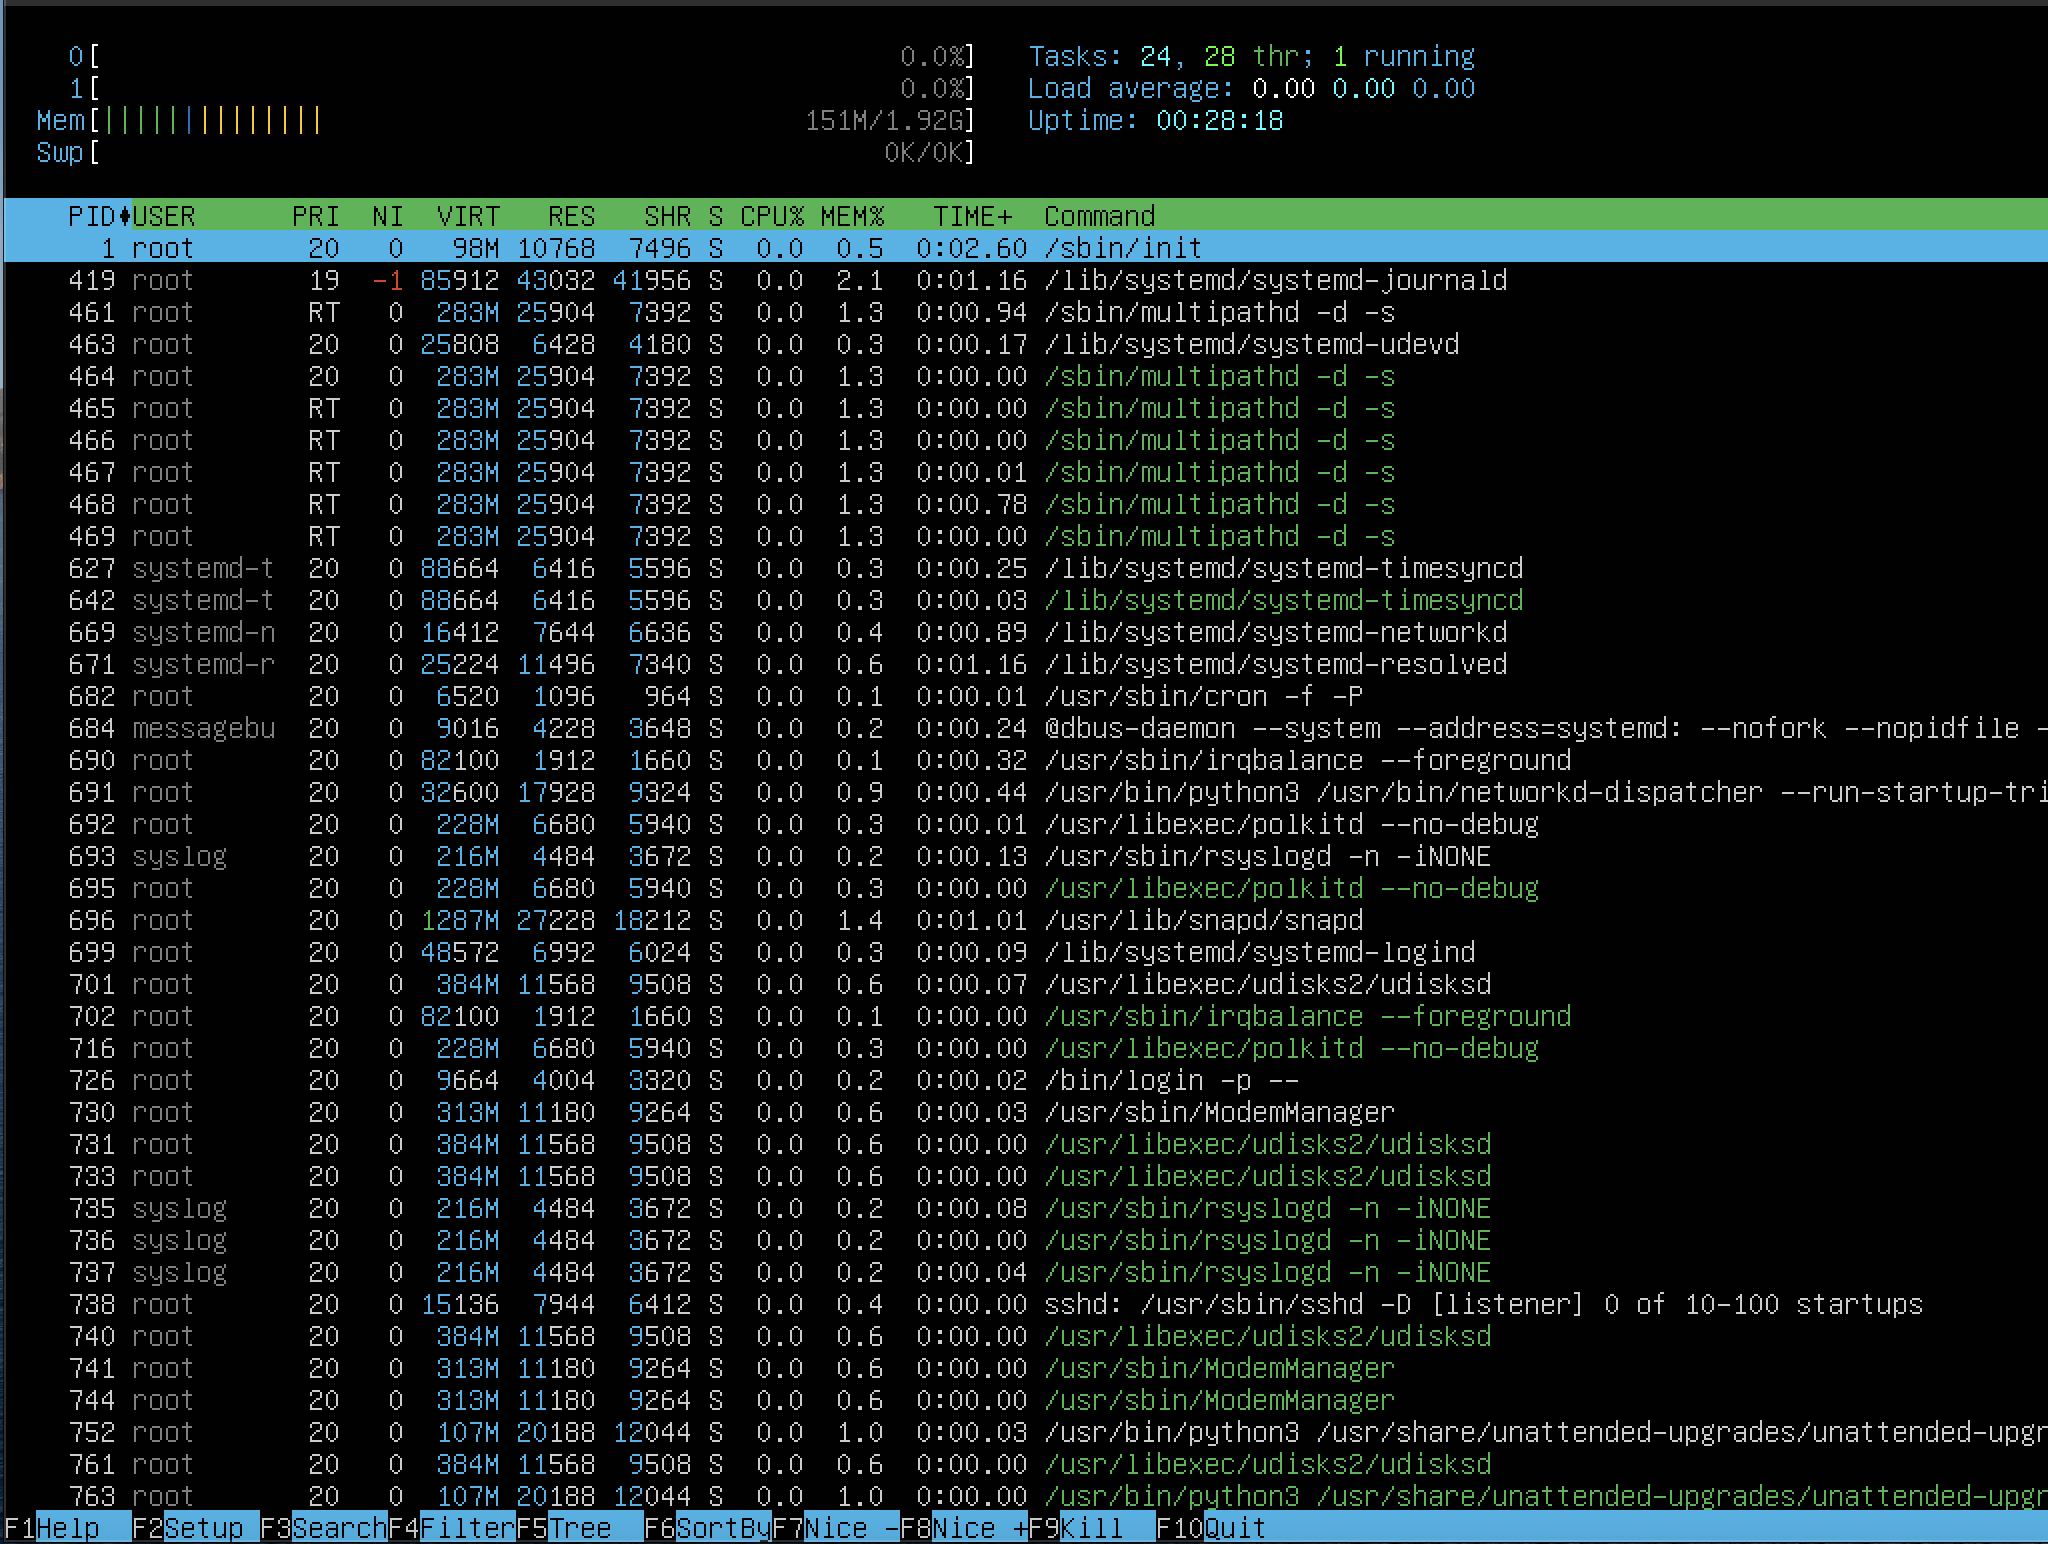 0[ 0.0%] Tasks: 24, 28 thr; 1 running
1[ 0.0%] Load average: 0.00 0.00 0.00
Mem[|||||||||||||| 151M/1.92G] Uptime: 00:28:18
Swp[ 0K/0K]
PID♦USER PRI NI VIRT RES SHR S CPU% MEM% TIME+ Command
1 root 20 0 98M 10768 7496 S 0.0 0.5 0:02.60 /sbin/init
419 root 19 -1 85912 43032 41956 S 0.0 2.1 0:01.16 /lib/systemd/systemd-journald
461 root RT 0 283M 25904 7392 S 0.0 1.3 0:00.94 /sbin/multipathd -d -s
463 root 20 0 25808 6428 4180 S 0.0 0.3 0:00.17 /lib/systemd/systemd-udevd
464 root 20 0 283M 25904 7392 S 0.0 1.3 0:00.00 /sbin/multipathd -d -s
465 root RT 0 283M 25904 7392 S 0.0 1.3 0:00.00 /sbin/multipathd -d -s
466 root RT 0 283M 25904 7392 S 0.0 1.3 0:00.00 /sbin/multipathd -d -s
467 root RT 0 283M 25904 7392 S 0.0 1.3 0:00.01 /sbin/multipathd -d -s
468 root RT 0 283M 25904 7392 S 0.0 1.3 0:00.78 /sbin/multipathd -d -s
469 root RT 0 283M 25904 7392 S 0.0 1.3 0:00.00 /sbin/multipathd -d -s
627 systemd-t 20 0 88664 6416 5596 S 0.0 0.3 0:00.25 /lib/systemd/systemd-timesyncd
642 systemd-t 20 0 88664 6416 5596 S 0.0 0.3 0:00.03 /lib/systemd/systemd-timesyncd
669 systemd-n 20 0 16412 7644 6636 S 0.0 0.4 0:00.89 /lib/systemd/systemd-networkd
671 systemd-r 20 0 25224 11496 7340 S 0.0 0.6 0:01.16 /lib/systemd/systemd-resolved
682 root 20 0 6520 1096 964 S 0.0 0.1 0:00.01 /usr/sbin/cron -f -P
684 messagebu 20 0 9016 4228 3648 S 0.0 0.2 0:00.24 @dbus-daemon --system --address=systemd: --nofork --nopidfile -
690 root 20 0 82100 1912 1660 S 0.0 0.1 0:00.32 /usr/sbin/irqbalance --foreground
691 root 20 0 32600 17928 9324 S 0.0 0.9 0:00.44 /usr/bin/python3 /usr/bin/networkd-dispatcher --run-startup-tri
692 root 20 0 228M 6680 5940 S 0.0 0.3 0:00.01 /usr/libexec/polkitd --no-debug
693 syslog 20 0 216M 4484 3672 S 0.0 0.2 0:00.13 /usr/sbin/rsyslogd -n -iNONE
695 root 20 0 228M 6680 5940 S 0.0 0.3 0:00.00 /usr/libexec/polkitd --no-debug
696 root 20 0 1287M 27228 18212 S 0.0 1.4 0:01.01 /usr/lib/snapd/snapd
699 root 20 0 48572 6992 6024 S 0.0 0.3 0:00.09 /lib/systemd/systemd-logind
701 root 20 0 384M 11568 9508 S 0.0 0.6 0:00.07 /usr/libexec/udisks2/udisksd
702 root 20 0 82100 1912 1660 S 0.0 0.1 0:00.00 /usr/sbin/irqbalance --foreground
716 root 20 0 228M 6680 5940 S 0.0 0.3 0:00.00 /usr/libexec/polkitd --no-debug
726 root 20 0 9664 4004 3320 S 0.0 0.2 0:00.02 /bin/login -p --
730 root 20 0 313M 11180 9264 S 0.0 0.6 0:00.03 /usr/sbin/ModemManager
731 root 20 0 384M 11568 9508 S 0.0 0.6 0:00.00 /usr/libexec/udisks2/udisksd
733 root 20 0 384M 11568 9508 S 0.0 0.6 0:00.00 /usr/libexec/udisks2/udisksd
735 syslog 20 0 216M 4484 3672 S 0.0 0.2 0:00.08 /usr/sbin/rsyslogd -n -iNONE
736 syslog 20 0 216M 4484 3672 S 0.0 0.2 0:00.00 /usr/sbin/rsyslogd -n -iNONE
737 syslog 20 0 216M 4484 3672 S 0.0 0.2 0:00.04 /usr/sbin/rsyslogd -n -iNONE
738 root 20 0 15136 7944 6412 S 0.0 0.4 0:00.00 sshd: /usr/sbin/sshd -D [listener] 0 of 10-100 startups
740 root 20 0 384M 11568 9508 S 0.0 0.6 0:00.00 /usr/libexec/udisks2/udisksd
741 root 20 0 313M 11180 9264 S 0.0 0.6 0:00.00 /usr/sbin/ModemManager
744 root 20 0 313M 11180 9264 S 0.0 0.6 0:00.00 /usr/sbin/ModemManager
752 root 20 0 107M 20188 12044 S 0.0 1.0 0:00.03 /usr/bin/python3 /usr/share/unattended-upgrades/unattended-upgr
761 root 20 0 384M 11568 9508 S 0.0 0.6 0:00.00 /usr/libexec/udisks2/udisksd
763 root 20 0 107M 20188 12044 S 0.0 1.0 0:00.00 /usr/bin/python3 /usr/share/unattended-upgrades/unattended-upgr
F1Help F2Setup F3SearchF4FilterF5Tree F6SortByF7Nice -F8Nice +F9Kill F10Quit